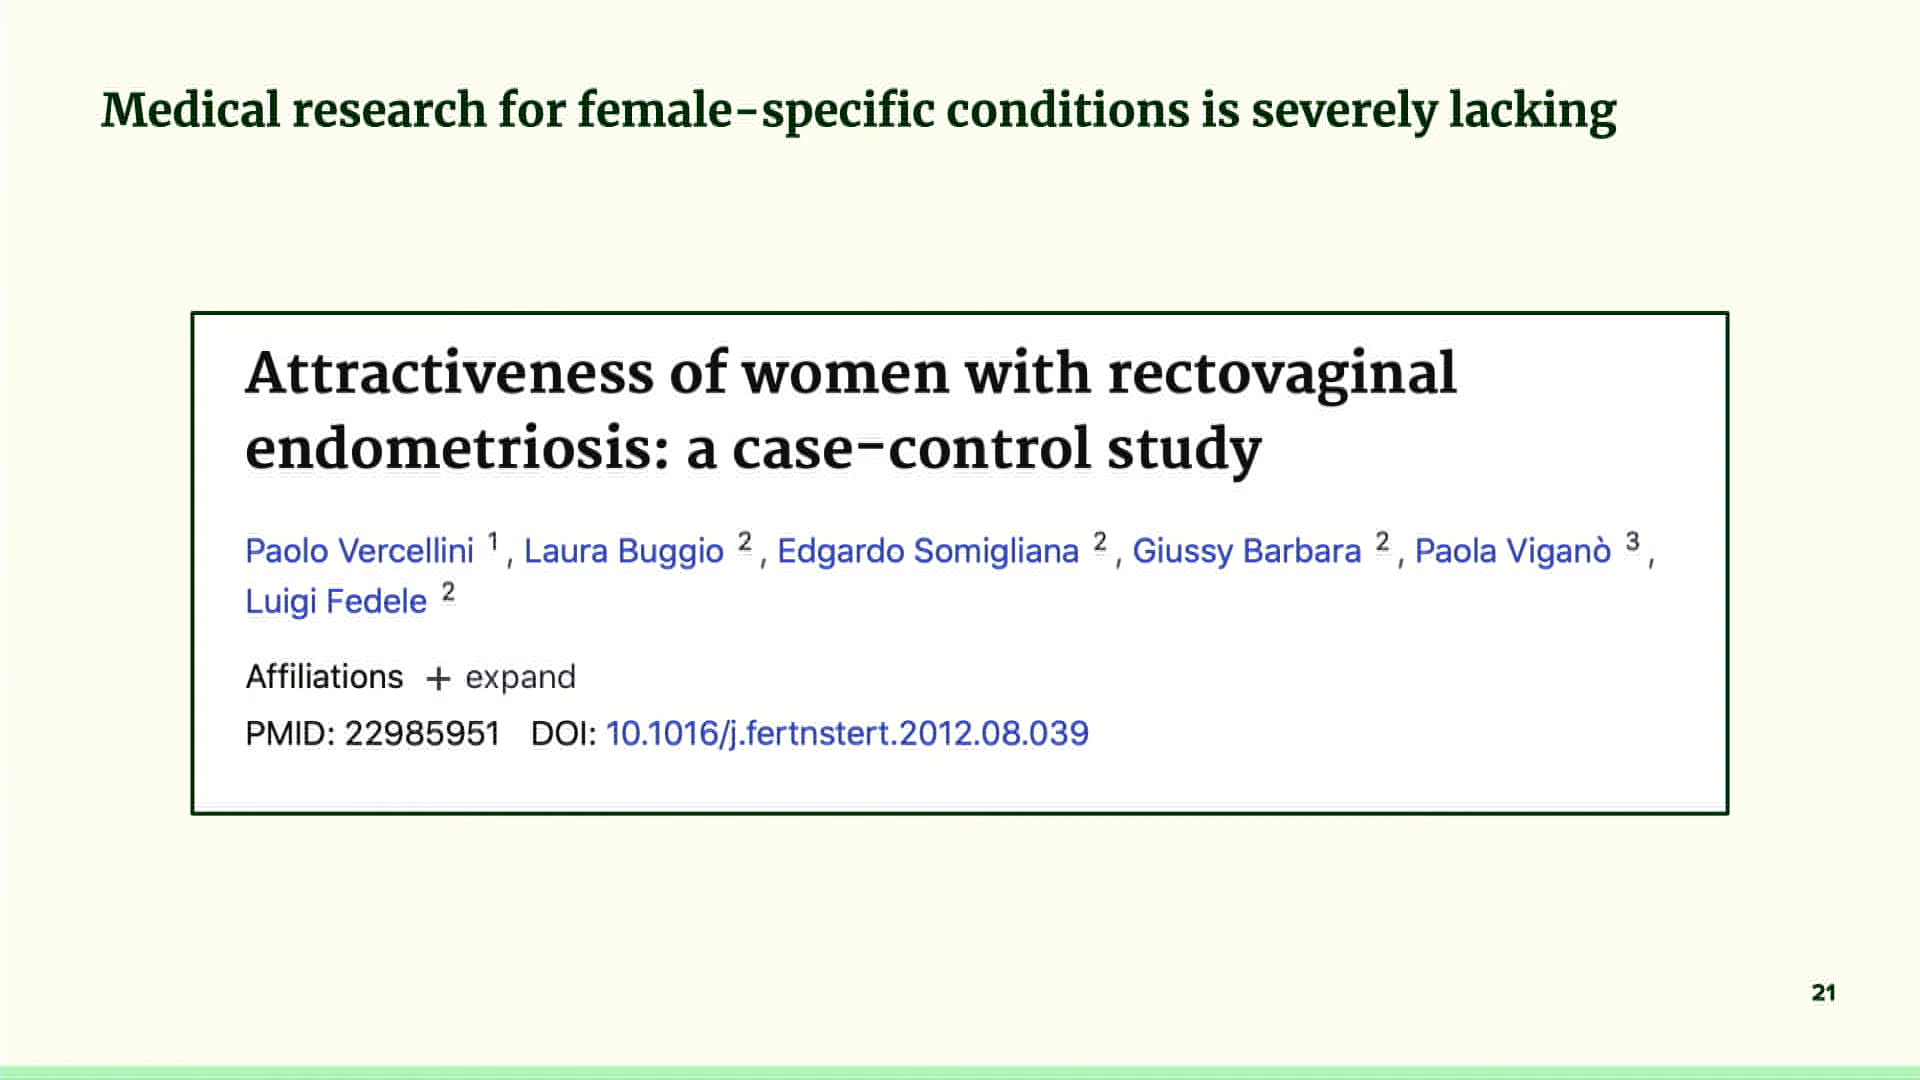 Medical research for female-specific conditions is severely lacking
Attractiveness of women with rectovaginal
endometriosis: a case-control study
Paolo Vercellini 1, Laura Buggio 2, Edgardo Somigliana 2, Giussy Barbara 2, Paola Viganò 3,
Luigi Fedele 2
Affiliations + expand
PMID: 22985951 DOI: 10.1016/j.fertnstert.2012.08.039
21